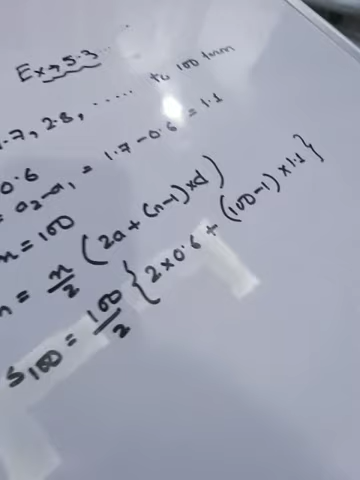 Ex → 5.3
.7, 2.8, ..... to 100 term
0.6
= a₂-a₁ = 1.7-0.6 = 1.1
n = 100
= n/2 (2a + (n-1) × d)
S₁₀₀ = 100/2 {2×0.6 + (100-1) × 1.1}